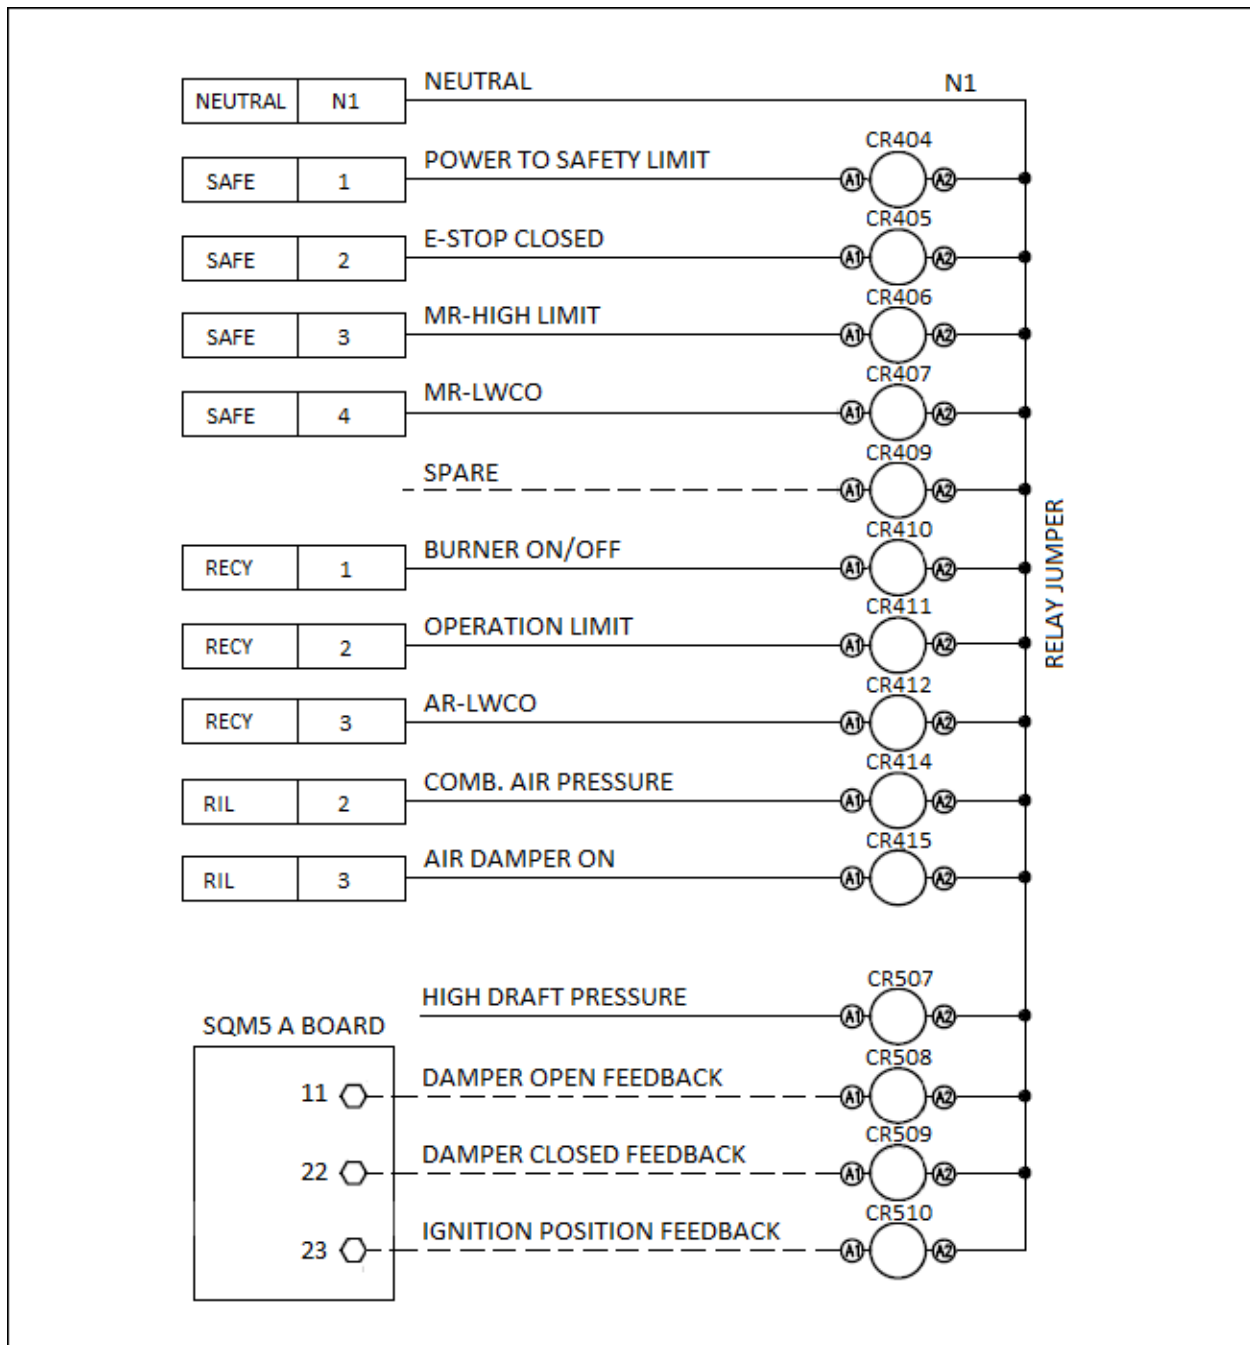 NEUTRAL N1 NEUTRAL N1
CR404
SAFE 1 POWER TO SAFETY LIMIT A1 A2
CR405
SAFE 2 E-STOP CLOSED A1 A2
CR406
SAFE 3 MR-HIGH LIMIT A1 A2
CR407
SAFE 4 MR-LWCO A1 A2
CR409
SPARE A1 A2
CR410
RECY 1 BURNER ON/OFF A1 A2
CR411
RECY 2 OPERATION LIMIT A1 A2
CR412
RECY 3 AR-LWCO A1 A2
CR414
RIL 2 COMB. AIR PRESSURE A1 A2
CR415
RIL 3 AIR DAMPER ON A1 A2
RELAY JUMPER
CR507
HIGH DRAFT PRESSURE A1 A2
SQM5 A BOARD
CR508
11 DAMPER OPEN FEEDBACK A1 A2
CR509
22 DAMPER CLOSED FEEDBACK A1 A2
CR510
23 IGNITION POSITION FEEDBACK A1 A2